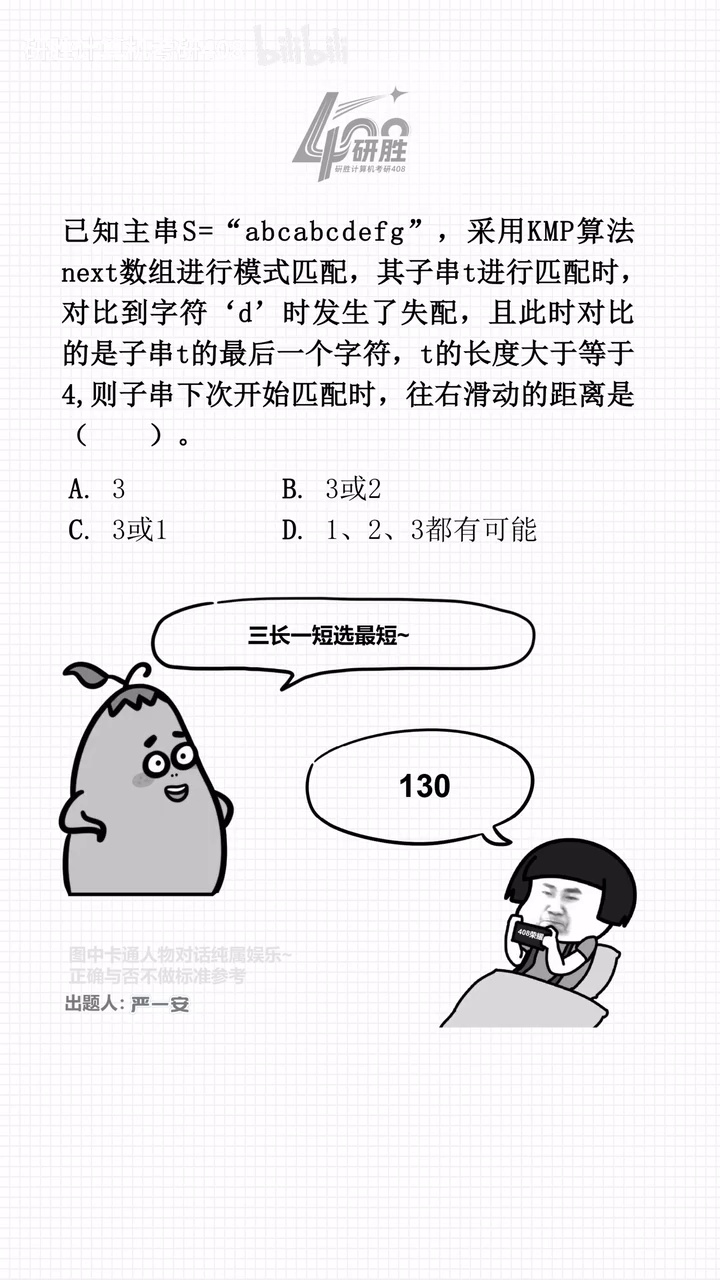 bilibili
408
研胜
研胜计算机考研408
已知主串S=“abcabcdefg”，采用KMP算法
next数组进行模式匹配，其子串t进行匹配时，
对比到字符‘d’时发生了失配，且此时对比
的是子串t的最后一个字符，t的长度大于等于
4,则子串下次开始匹配时，往右滑动的距离是
（　　）。
A. 3　　B. 3或2
C. 3或1　　D. 1、2、3都有可能
三长一短选最短~
130
408荣耀
图中卡通人物对话纯属娱乐~
正确与否不做标准参考
出题人：严一安